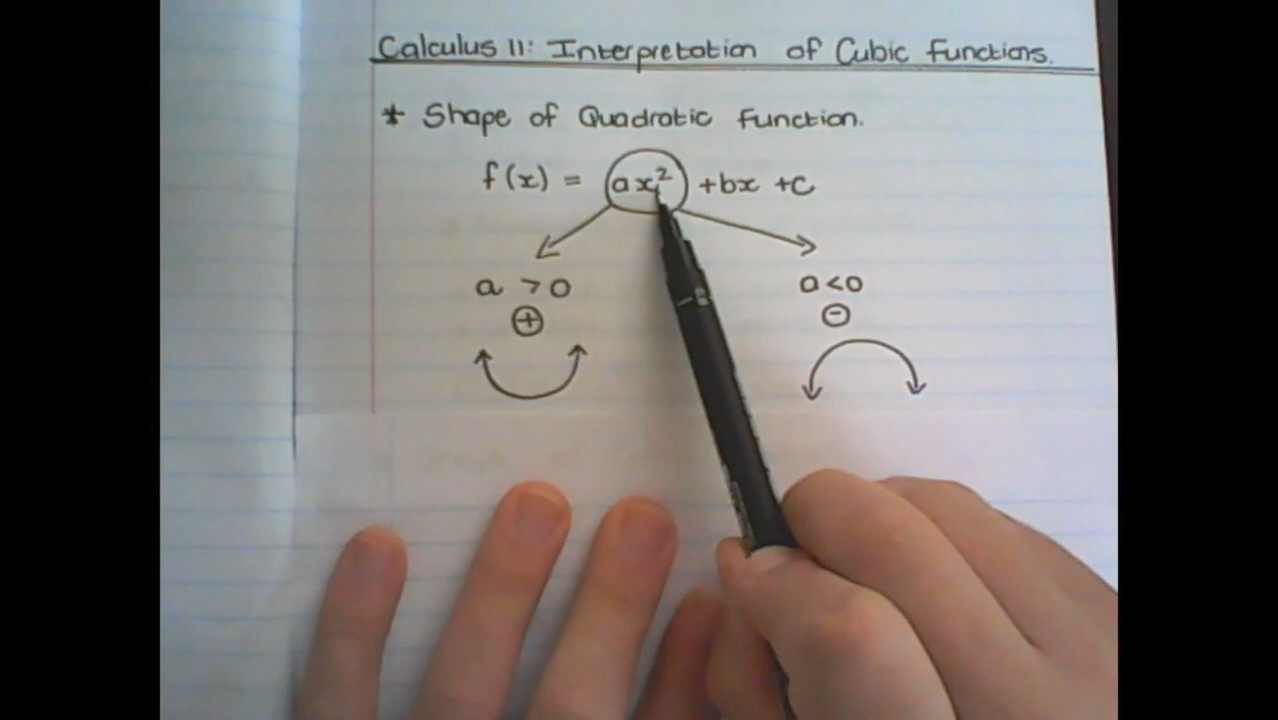 Calculus 11: Interpretation of Cubic Functions.
* Shape of Quadratic Function.
f(x) = ax² + bx + c
a > 0 a < 0
⊕ ⊖